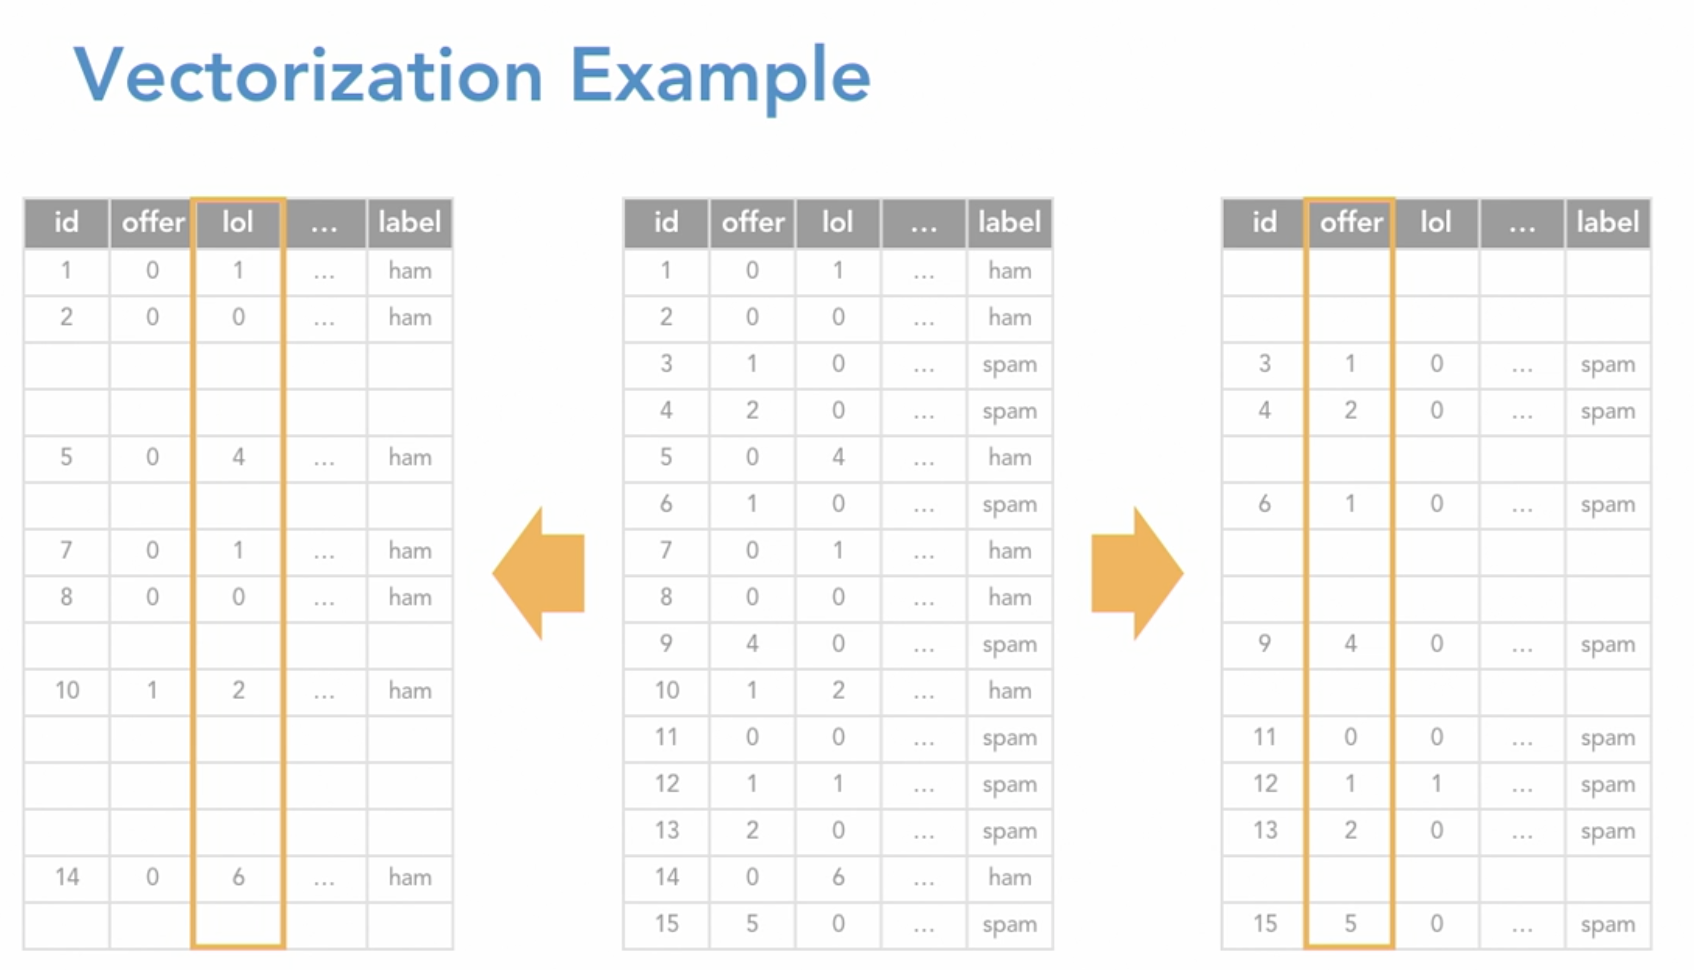 Vectorization Example
id offer lol ... label
1 0 1 ... ham
2 0 0 ... ham
5 0 4 ... ham
7 0 1 ... ham
8 0 0 ... ham
10 1 2 ... ham
14 0 6 ... ham
id offer lol ... label
1 0 1 ... ham
2 0 0 ... ham
3 1 0 ... spam
4 2 0 ... spam
5 0 4 ... ham
6 1 0 ... spam
7 0 1 ... ham
8 0 0 ... ham
9 4 0 ... spam
10 1 2 ... ham
11 0 0 ... spam
12 1 1 ... spam
13 2 0 ... spam
14 0 6 ... ham
15 5 0 ... spam
id offer lol ... label
3 1 0 ... spam
4 2 0 ... spam
6 1 0 ... spam
9 4 0 ... spam
11 0 0 ... spam
12 1 1 ... spam
13 2 0 ... spam
15 5 0 ... spam